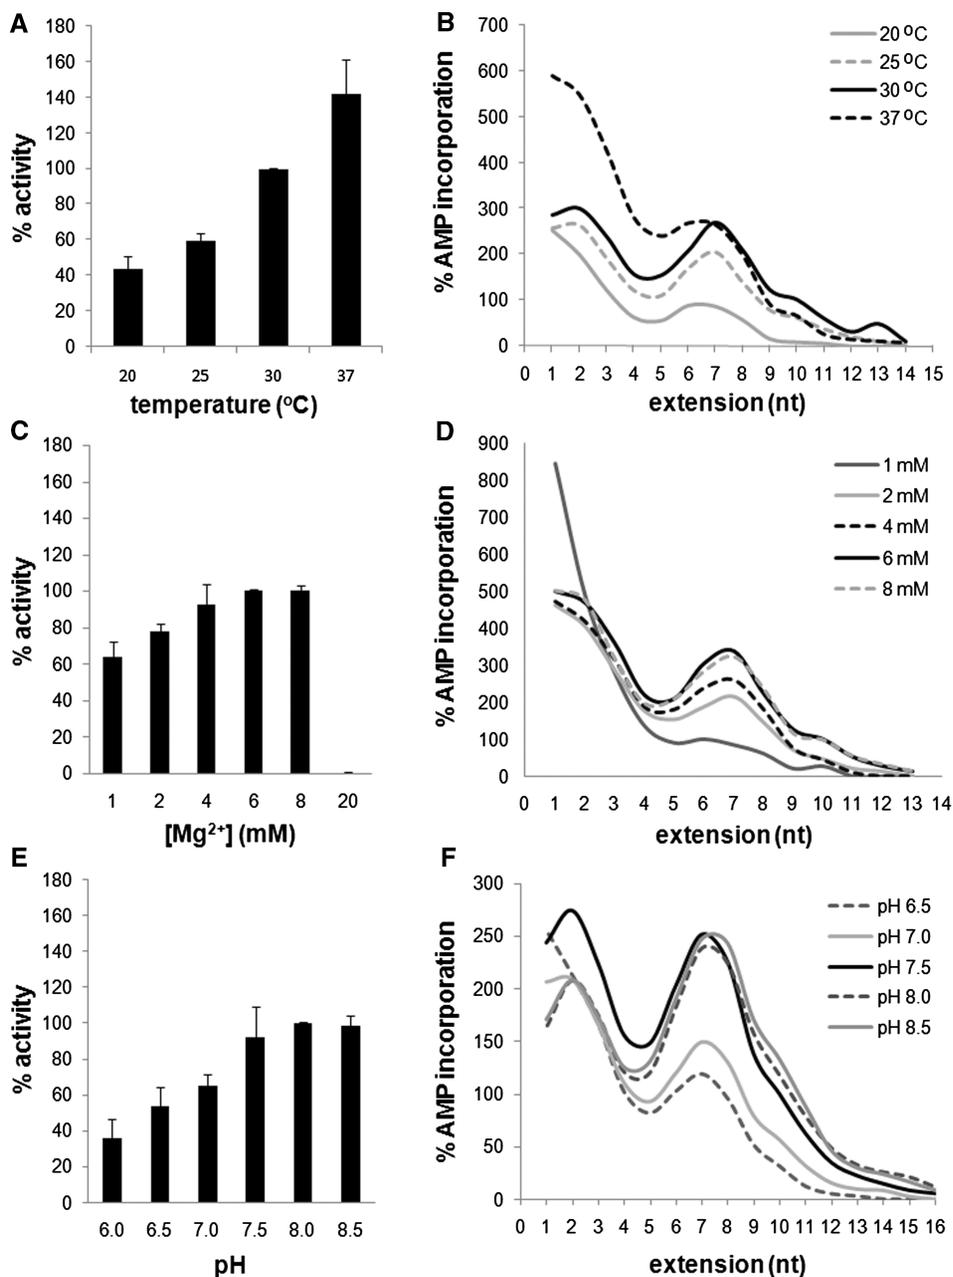 A
% activity
180
160
140
120
100
80
60
40
20
0
20 25 30 37
temperature (ºC)
B
% AMP incorporation
700
600
500
400
300
200
100
0
0 1 2 3 4 5 6 7 8 9 10 11 12 13 14 15
extension (nt)
20 ºC
25 ºC
30 ºC
37 ºC
C
% activity
180
160
140
120
100
80
60
40
20
0
1 2 4 6 8 20
[Mg²⁺] (mM)
D
% AMP incorporation
900
800
700
600
500
400
300
200
100
0
0 1 2 3 4 5 6 7 8 9 10 11 12 13 14
extension (nt)
1 mM
2 mM
4 mM
6 mM
8 mM
E
% activity
180
160
140
120
100
80
60
40
20
0
6.0 6.5 7.0 7.5 8.0 8.5
pH
F
% AMP incorporation
300
250
200
150
100
50
0
0 1 2 3 4 5 6 7 8 9 10 11 12 13 14 15 16
extension (nt)
pH 6.5
pH 7.0
pH 7.5
pH 8.0
pH 8.5